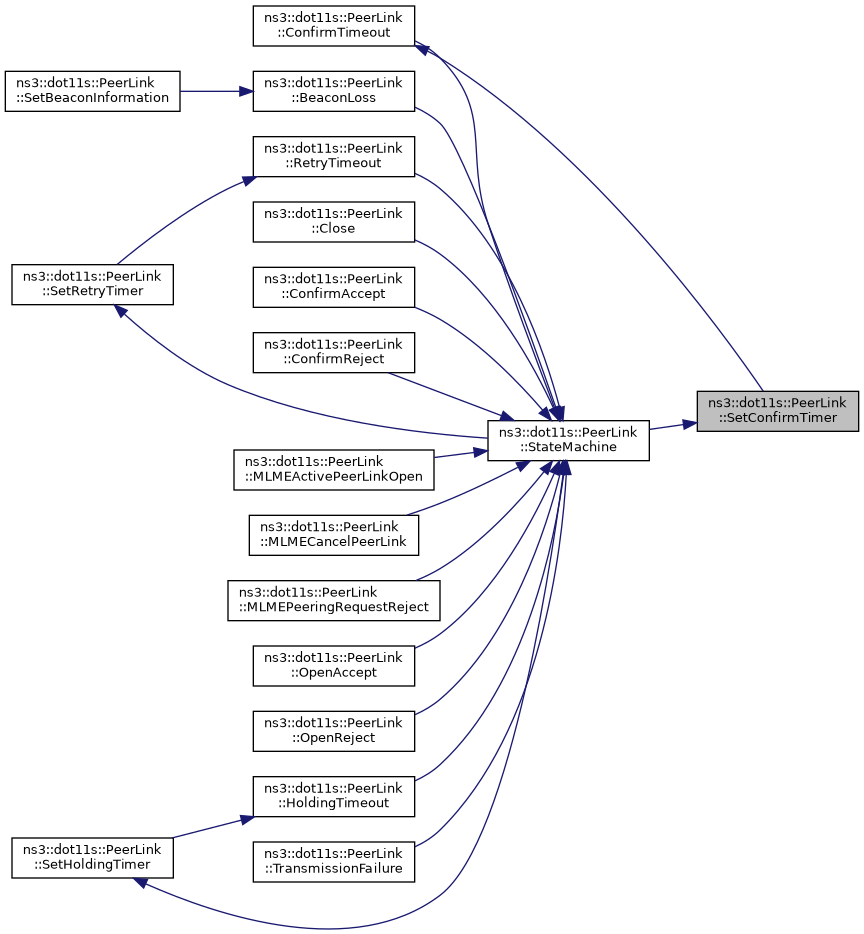 ns3::dot11s::PeerLink
::ConfirmTimeout
ns3::dot11s::PeerLink
::SetBeaconInformation
ns3::dot11s::PeerLink
::BeaconLoss
ns3::dot11s::PeerLink
::RetryTimeout
ns3::dot11s::PeerLink
::Close
ns3::dot11s::PeerLink
::SetRetryTimer
ns3::dot11s::PeerLink
::ConfirmAccept
ns3::dot11s::PeerLink
::ConfirmReject
ns3::dot11s::PeerLink
::SetConfirmTimer
ns3::dot11s::PeerLink
::StateMachine
ns3::dot11s::PeerLink
::MLMEActivePeerLinkOpen
ns3::dot11s::PeerLink
::MLMECancelPeerLink
ns3::dot11s::PeerLink
::MLMEPeeringRequestReject
ns3::dot11s::PeerLink
::OpenAccept
ns3::dot11s::PeerLink
::OpenReject
ns3::dot11s::PeerLink
::HoldingTimeout
ns3::dot11s::PeerLink
::SetHoldingTimer
ns3::dot11s::PeerLink
::TransmissionFailure